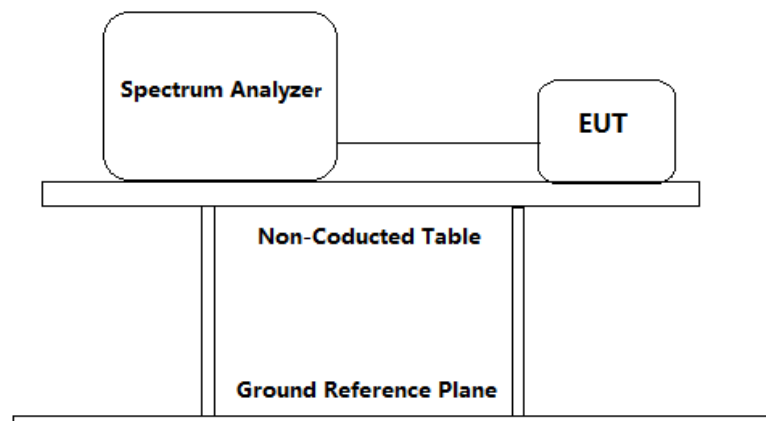 Spectrum Analyzer
EUT
Non-Coducted Table
Ground Reference Plane